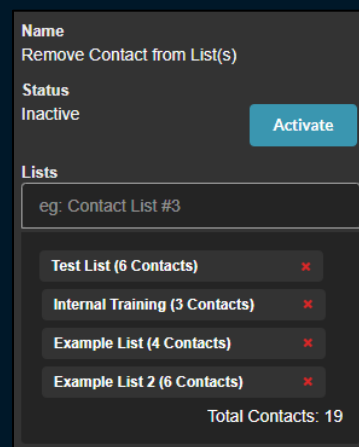 Name
Remove Contact from List(s)
Status
Inactive
Activate
Lists
eg: Contact List #3
Test List (6 Contacts) ×
Internal Training (3 Contacts) ×
Example List (4 Contacts) ×
Example List 2 (6 Contacts) ×
Total Contacts: 19